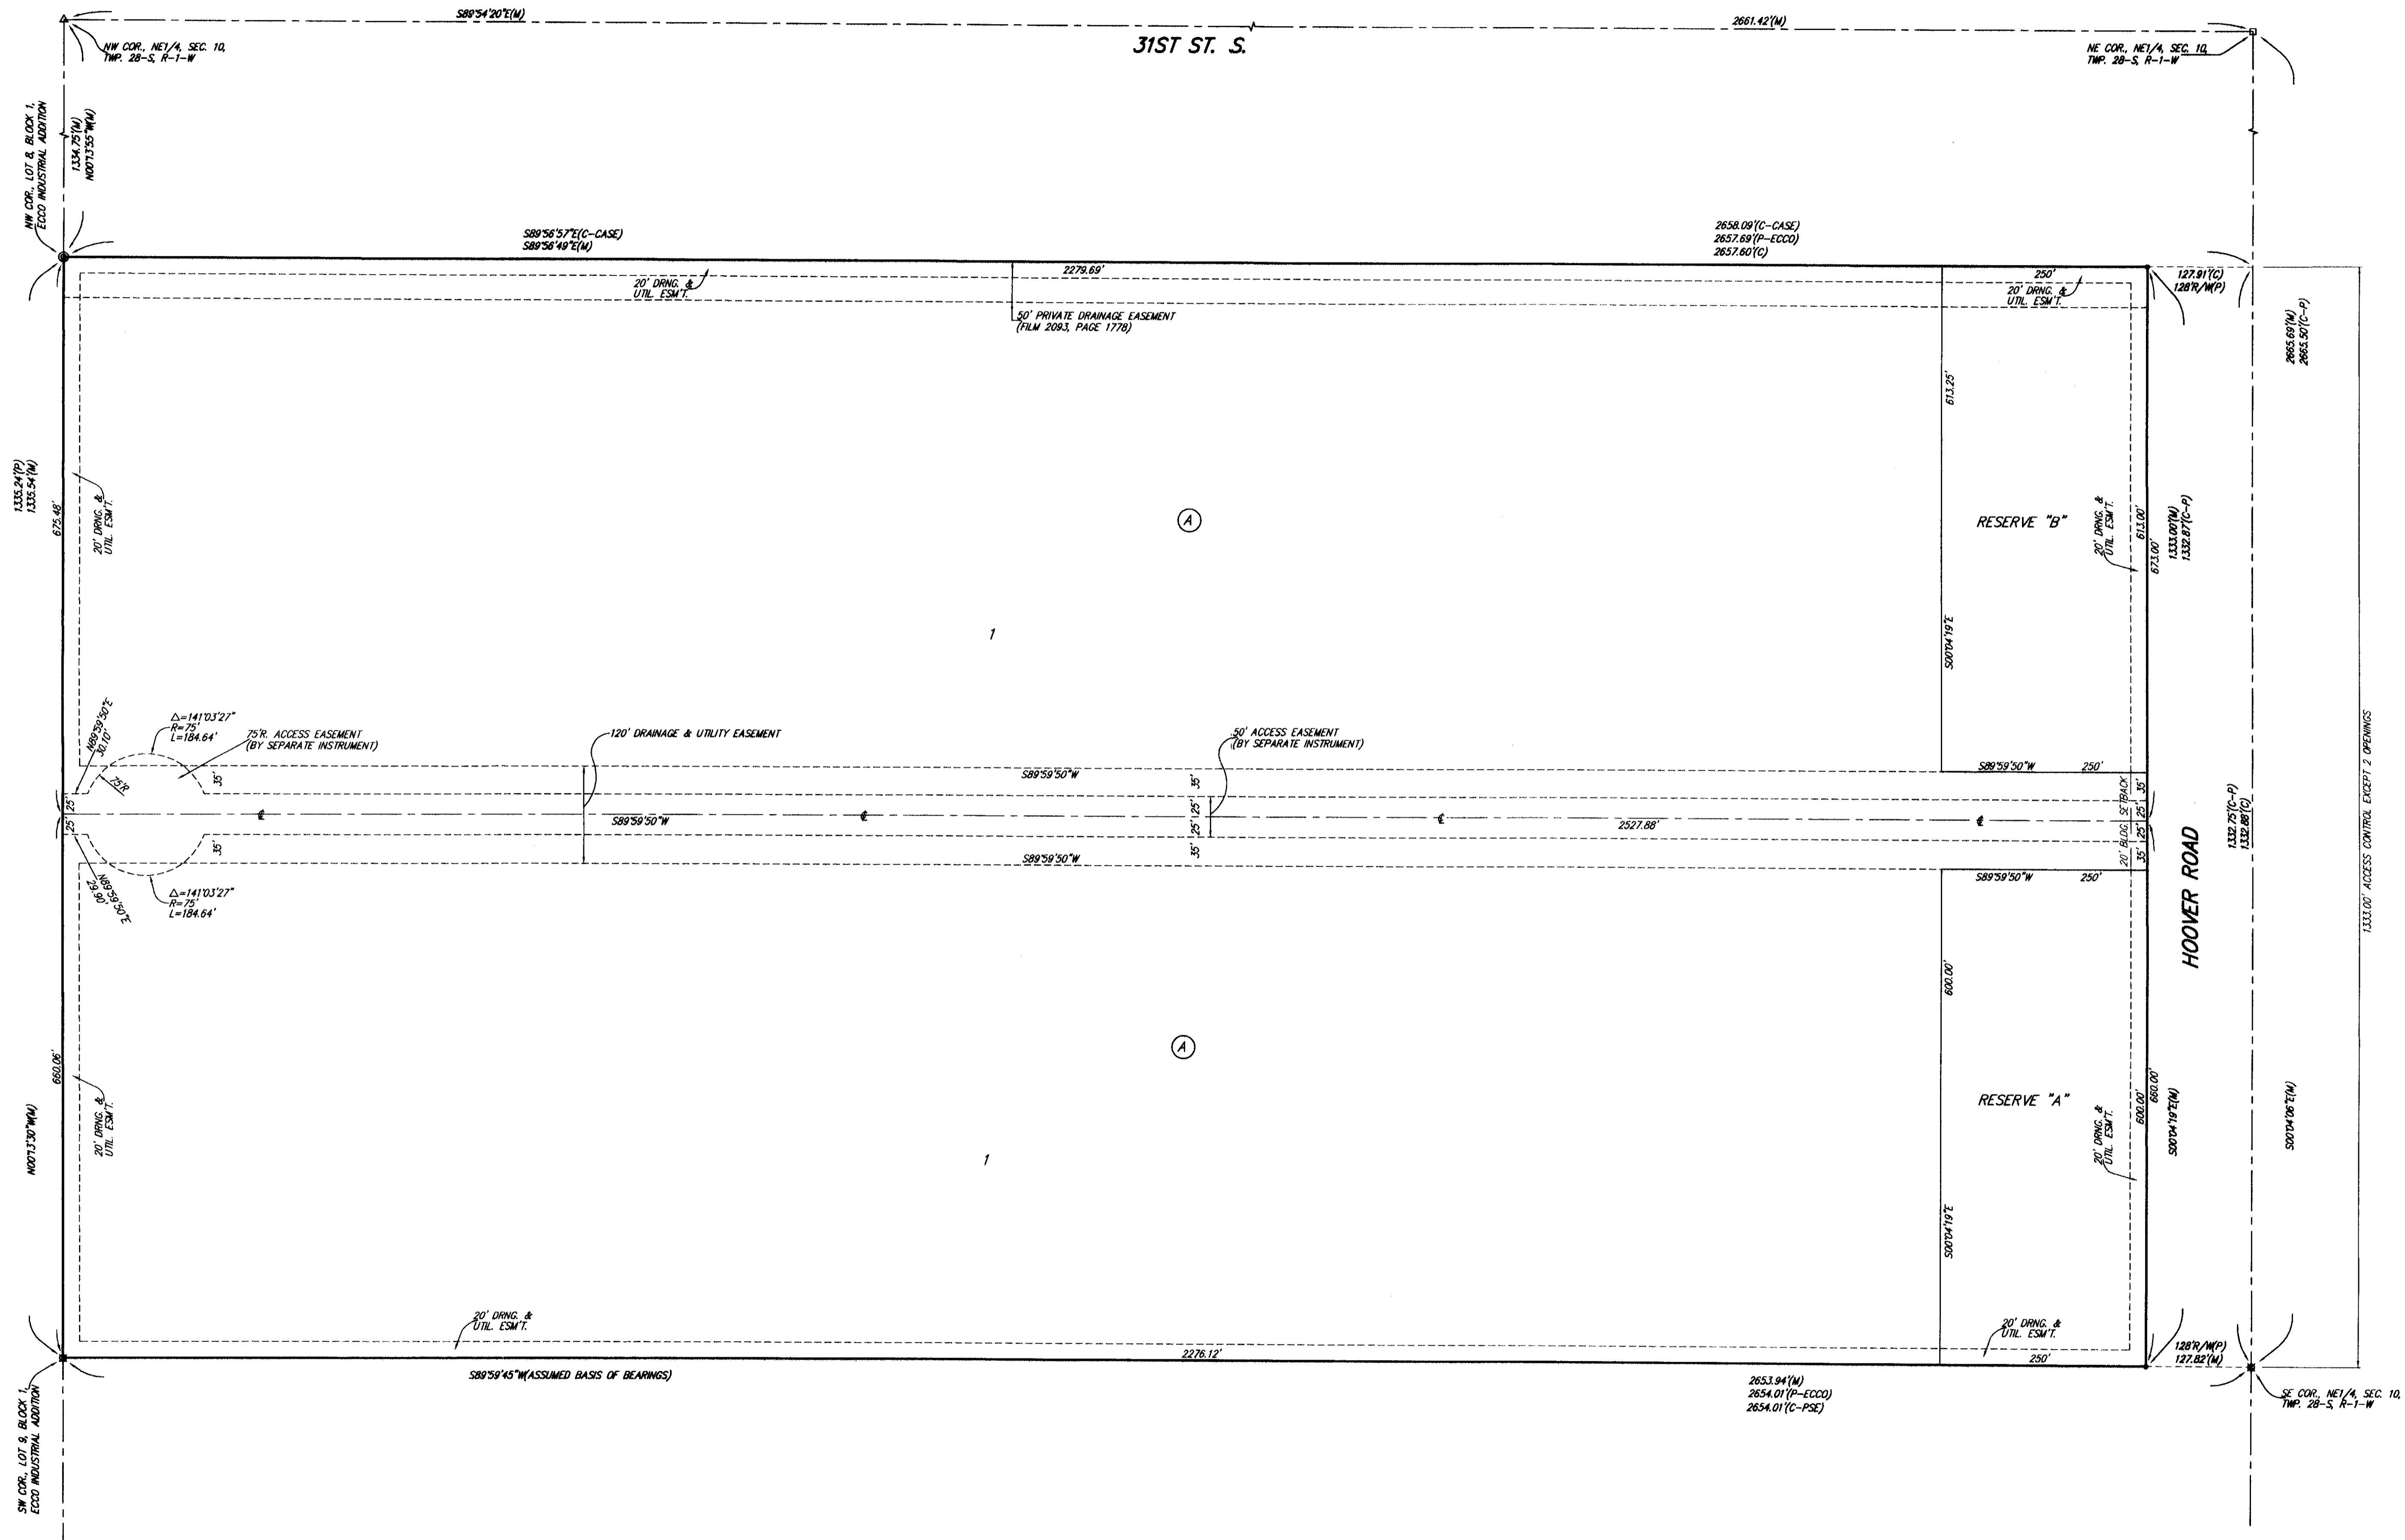 S89°54'20"E(M)
2661.42'(M)
31ST ST. S.
NW COR., NE1/4, SEC. 10,
TWP. 28-S, R-1-W
NE COR., NE1/4, SEC. 10,
TWP. 28-S, R-1-W
NW COR., LOT 8, BLOCK 1,
ECCO INDUSTRIAL ADDITION
1334.75'(M)
N00°13'55"W(M)
S89°56'57"E(C-CASE)
S89°56'49"E(M)
2658.09'(C-CASE)
2657.69'(P-ECCO)
2657.60'(C)
2279.69'
250'
127.91'(C)
128'R/W(P)
20' DRNG. &
UTIL. ESM'T.
20' DRNG. &
UTIL. ESM'T.
50' PRIVATE DRAINAGE EASEMENT
(FILM 2093, PAGE 1778)
2665.69'(M)
2665.50'(C-P)
613.25'
1335.24'(P)
1335.54'(M)
675.48'
20' DRNG. &
UTIL. ESM'T.
A
RESERVE "B"
20' DRNG. &
UTIL. ESM'T.
613.00'
673.00'
1333.00'(M)
1332.87'(C-P)
1
S00°04'19"E
N89°59'50"E
30.10'
△=141°03'27"
R=75'
L=184.64'
75'R. ACCESS EASEMENT
(BY SEPARATE INSTRUMENT)
120' DRAINAGE & UTILITY EASEMENT
50' ACCESS EASEMENT
(BY SEPARATE INSTRUMENT)
75'R
35'
S89°59'50"W
35'
S89°59'50"W
250'
20' BLDG. SETBACK
35'
25'
25'
25'
25'
S89°59'50"W
2527.88'
25'
25'
35'
S89°59'50"W
35'
35'
S89°59'50"W
250'
N89°59'50"E
29.90'
△=141°03'27"
R=75'
L=184.64'
1332.75'(C-P)
1332.88'(C)
HOOVER ROAD
1333.00' ACCESS CONTROL EXCEPT 2 OPENINGS
600.00'
660.06'
A
20' DRNG. &
UTIL. ESM'T.
N00°13'30"W(M)
RESERVE "A"
20' DRNG. &
UTIL. ESM'T.
600.00'
660.00'
S00°04'19"E(M)
S00°04'06"E(M)
1
S00°04'19"E
20' DRNG. &
UTIL. ESM'T.
20' DRNG. &
UTIL. ESM'T.
2276.12'
250'
128'R/W(P)
127.82'(M)
S89°59'45"W(ASSUMED BASIS OF BEARINGS)
2653.94'(M)
2654.01'(P-ECCO)
2654.01'(C-PSE)
SE COR., NE1/4, SEC. 10,
TWP. 28-S, R-1-W
SW COR., LOT 9, BLOCK 1,
ECCO INDUSTRIAL ADDITION